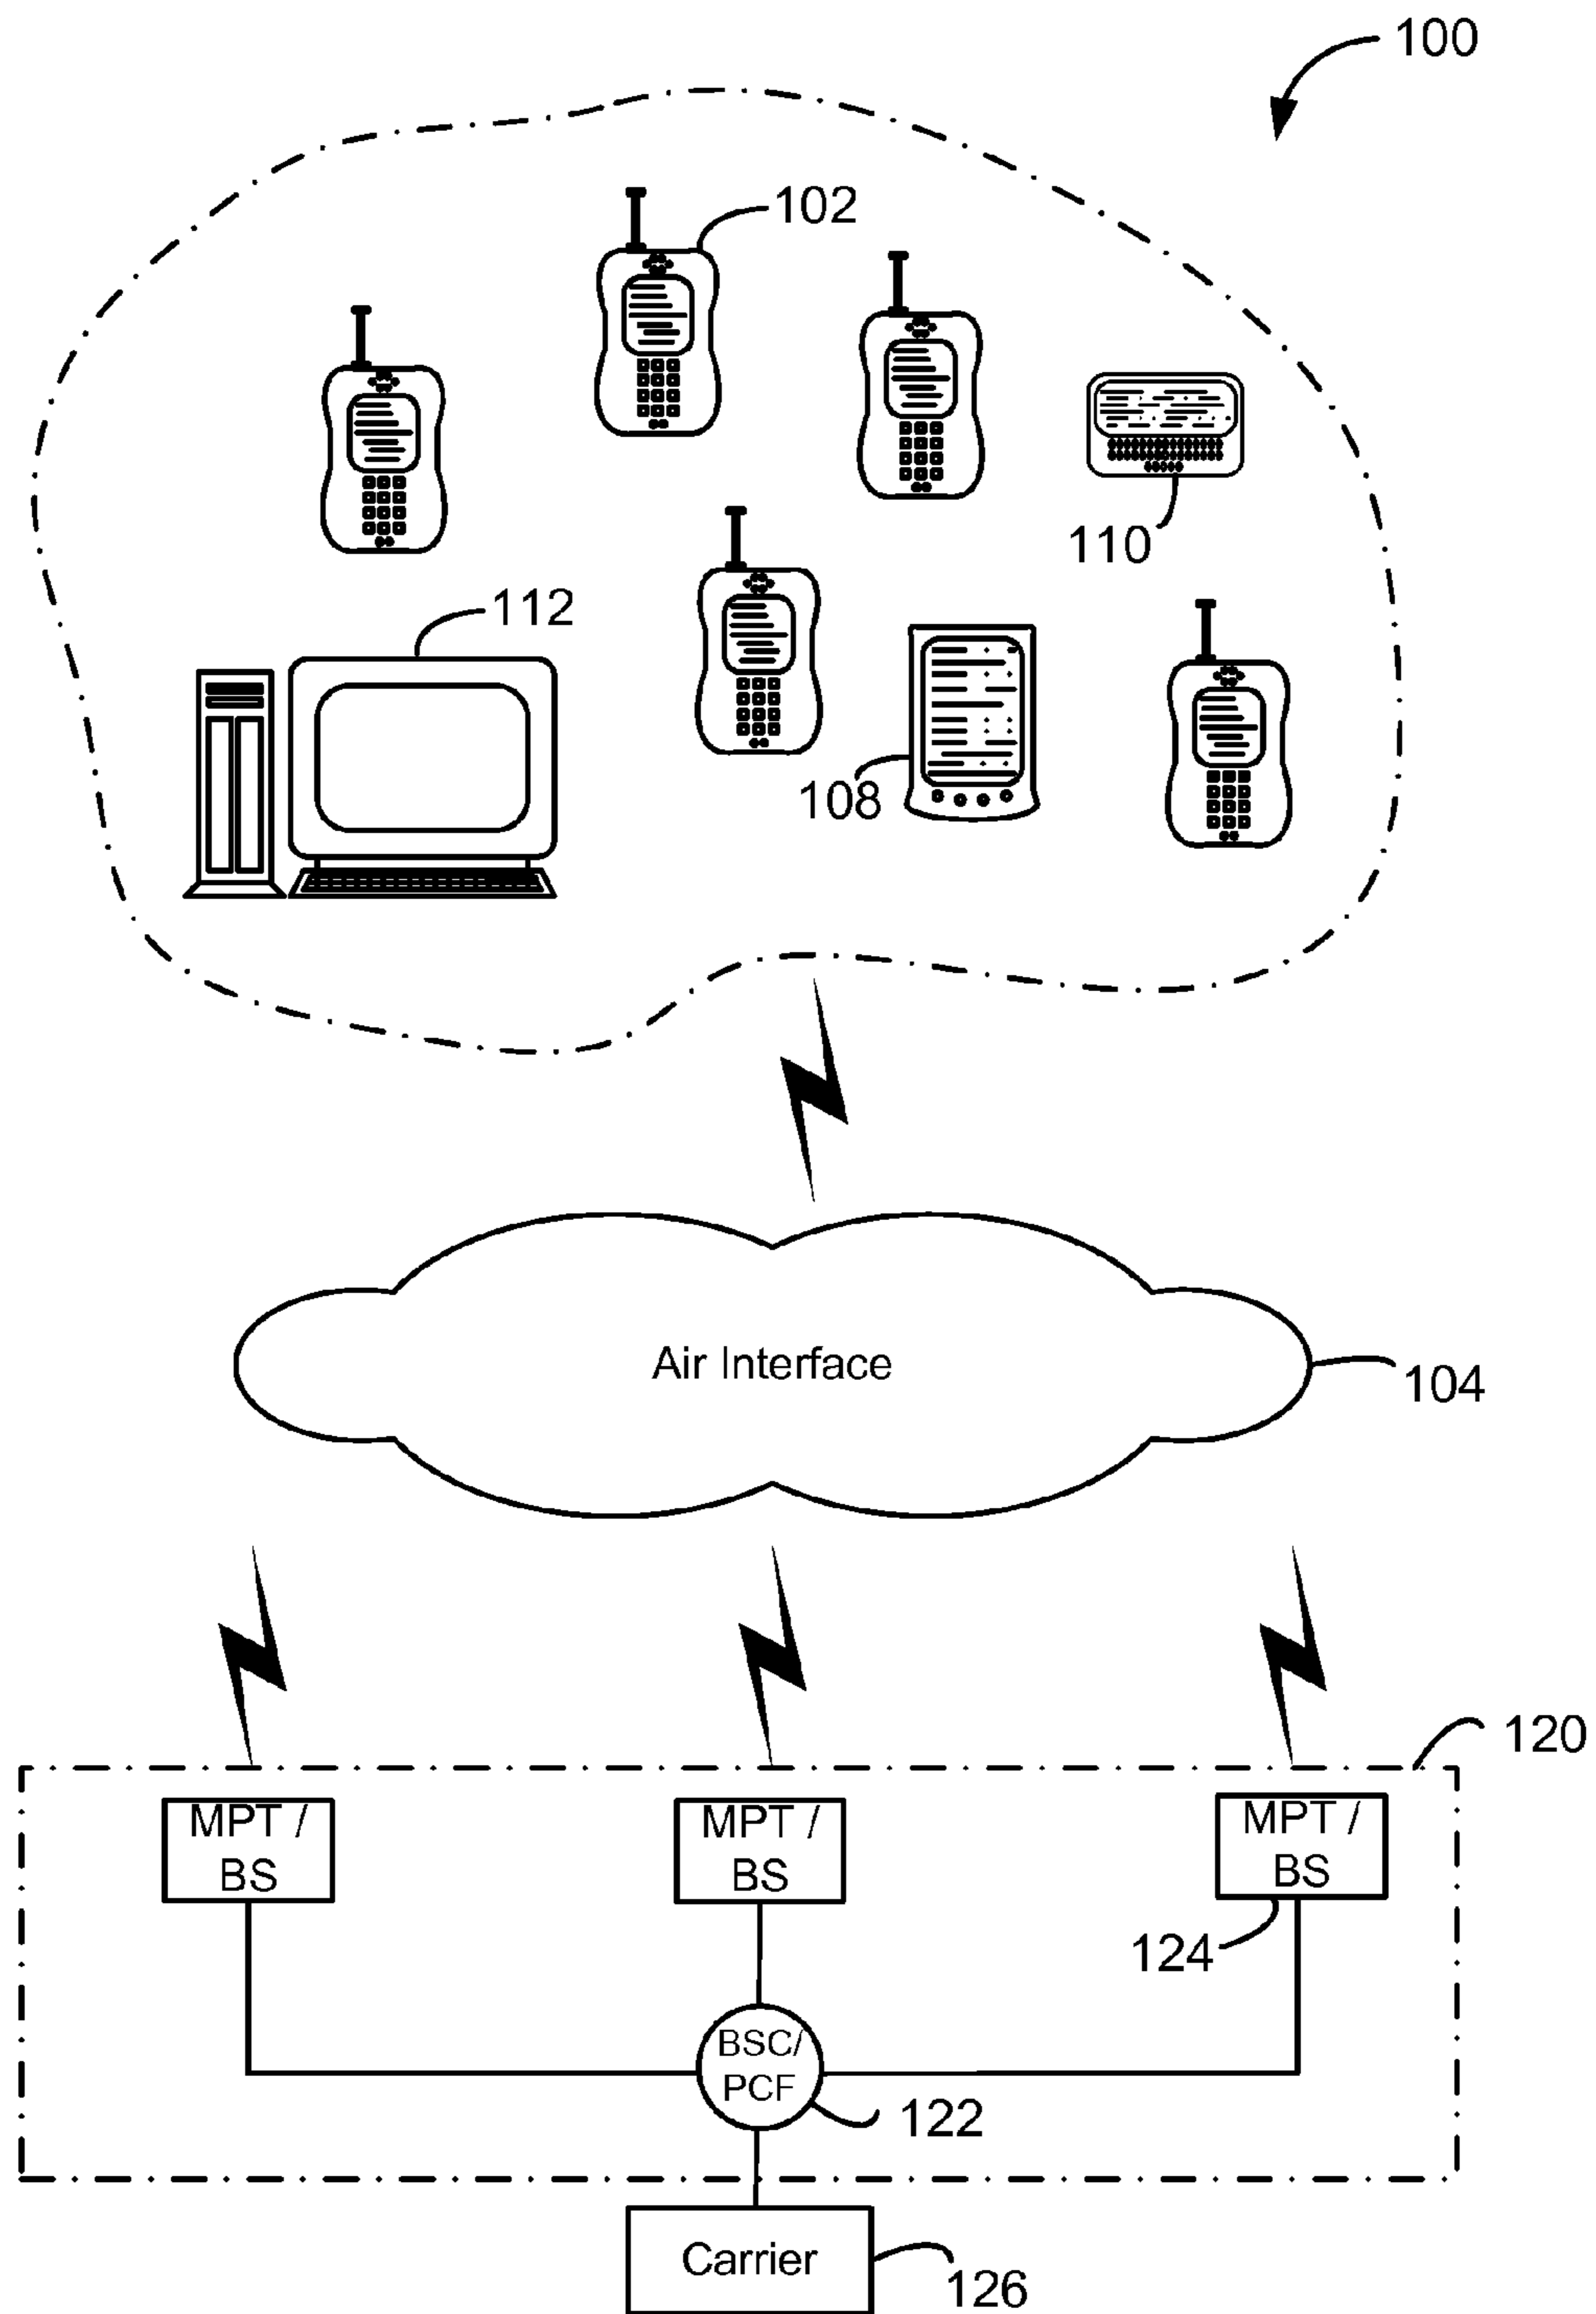 100
102
110
112
108
Air Interface
104
120
MPT /
BS
MPT /
BS
MPT /
BS
124
BSC/
PCF
122
Carrier
126